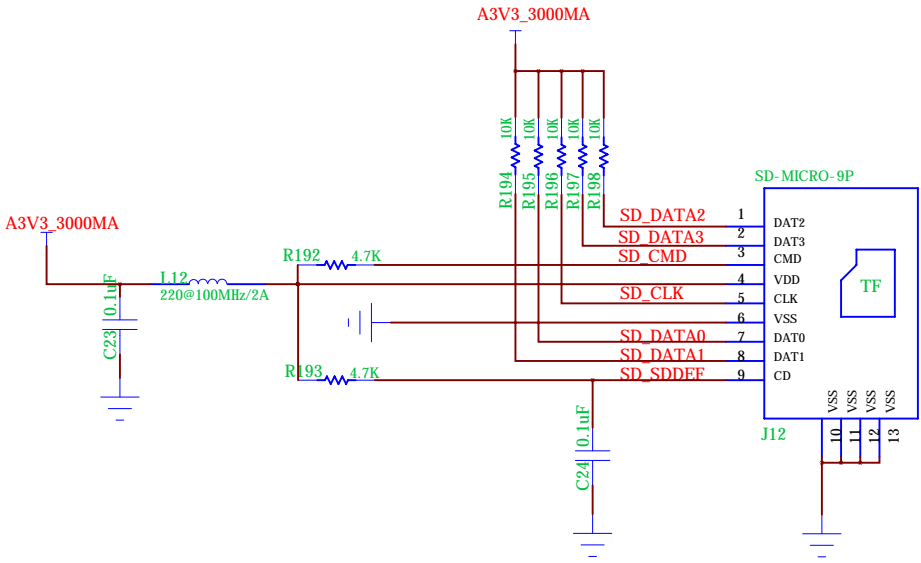 A3V3_3000MA
10K
10K
10K
10K
10K
R194
R195
R196
R197
R198
SD-MICRO-9P
A3V3_3000MA
SD_DATA2
1
DAT2
SD_DATA3
2
DAT3
R192
4.7K
SD_CMD
3
CMD
L12
220@100MHz/2A
4
VDD
TF
C23
0.1uF
SD_CLK
5
CLK
6
VSS
SD_DATA0
7
DAT0
SD_DATA1
8
DAT1
R193
4.7K
SD_SDDEF
9
CD
VSS
VSS
VSS
VSS
J12
10
11
12
13
C24
0.1uF